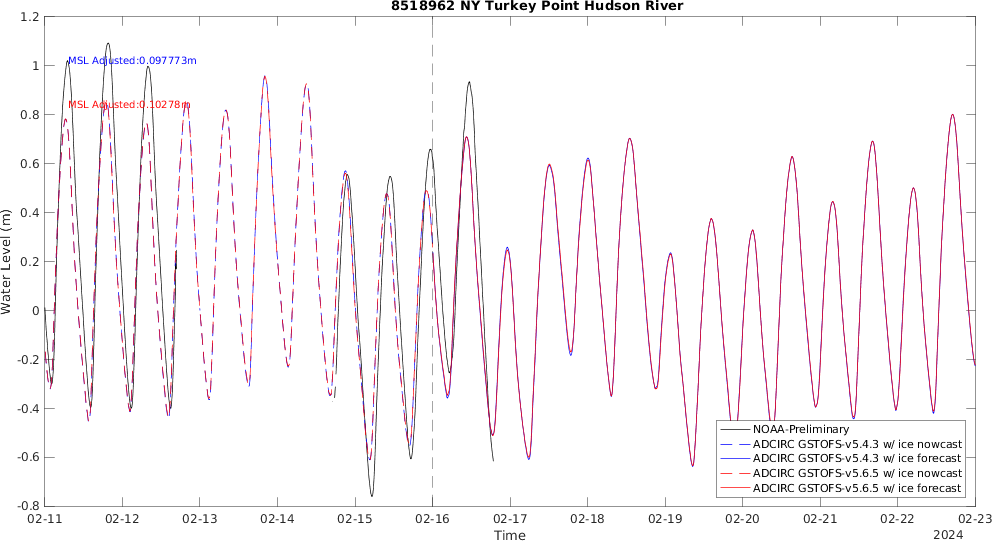 8518962 NY Turkey Point Hudson River
1.2
1
0.8
0.6
0.4
0.2
0
-0.2
-0.4
-0.6
-0.8
Water Level (m)
MSL Adjusted:0.097773m
MSL Adjusted:0.10278m
NOAA-Preliminary
ADCIRC GSTOFS-v5.4.3 w/ ice nowcast
ADCIRC GSTOFS-v5.4.3 w/ ice forecast
ADCIRC GSTOFS-v5.6.5 w/ ice nowcast
ADCIRC GSTOFS-v5.6.5 w/ ice forecast
02-11 02-12 02-13 02-14 02-15 02-16 02-17 02-18 02-19 02-20 02-21 02-22 02-23
Time 2024